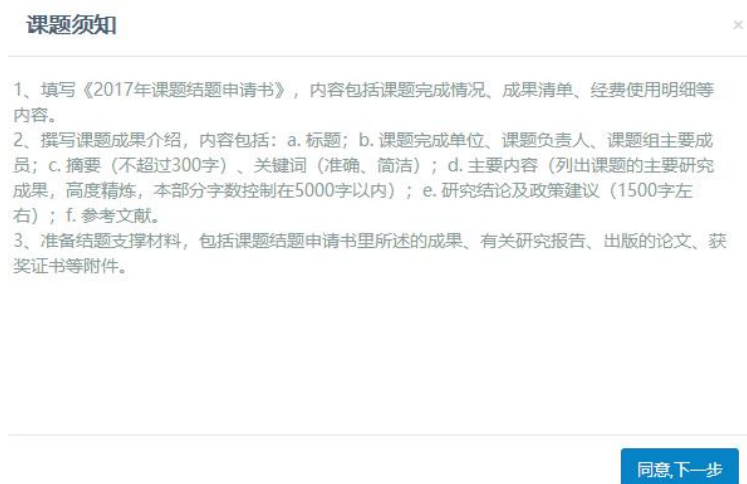 课题须知
×
1、填写《2017年课题结题申请书》，内容包括课题完成情况、成果清单、经费使用明细等
内容。
2、撰写课题成果介绍，内容包括：a. 标题；b. 课题完成单位、课题负责人、课题组主要成
员；c. 摘要（不超过300字）、关键词（准确、简洁）；d. 主要内容（列出课题的主要研究
成果，高度精炼，本部分字数控制在5000字以内）；e. 研究结论及政策建议（1500字左
右）；f. 参考文献。
3、准备结题支撑材料，包括课题结题申请书里所述的成果、有关研究报告、出版的论文、获
奖证书等附件。
同意,下一步